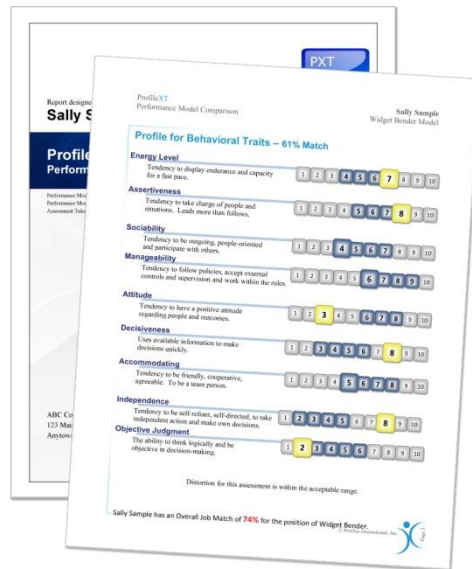 PXT
Report designe
Sally S
Profile
Perform
Performance Mo
Performance Mo
Assessment Take
ABC Co
123 Mai
Anytow
ProfileXT
Performance Model Comparison
Sally Sample
Widget Bender Model
Profile for Behavioral Traits – 61% Match
Energy Level
Tendency to display endurance and capacity
for a fast pace.
1 2 3 4 5 6 7 8 9 10
Assertiveness
Tendency to take charge of people and
situations. Leads more than follows.
1 2 3 4 5 6 7 8 9 10
Sociability
Tendency to be outgoing, people-oriented
and participate with others.
1 2 3 4 5 6 7 8 9 10
Manageability
Tendency to follow policies, accept external
controls and supervision and work within the rules.
1 2 3 4 5 6 7 8 9 10
Attitude
Tendency to have a positive attitude
regarding people and outcomes.
1 2 3 4 5 6 7 8 9 10
Decisiveness
Uses available information to make
decisions quickly.
1 2 3 4 5 6 7 8 9 10
Accommodating
Tendency to be friendly, cooperative,
agreeable. To be a team person.
1 2 3 4 5 6 7 8 9 10
Independence
Tendency to be self-reliant, self-directed, to take
independent action and make own decisions.
1 2 3 4 5 6 7 8 9 10
Objective Judgment
The ability to think logically and be
objective in decision-making.
1 2 3 4 5 6 7 8 9 10
Distortion for this assessment is within the acceptable range.
Sally Sample has an Overall Job Match of 74% for the position of Widget Bender.
© Profiles International, Inc.